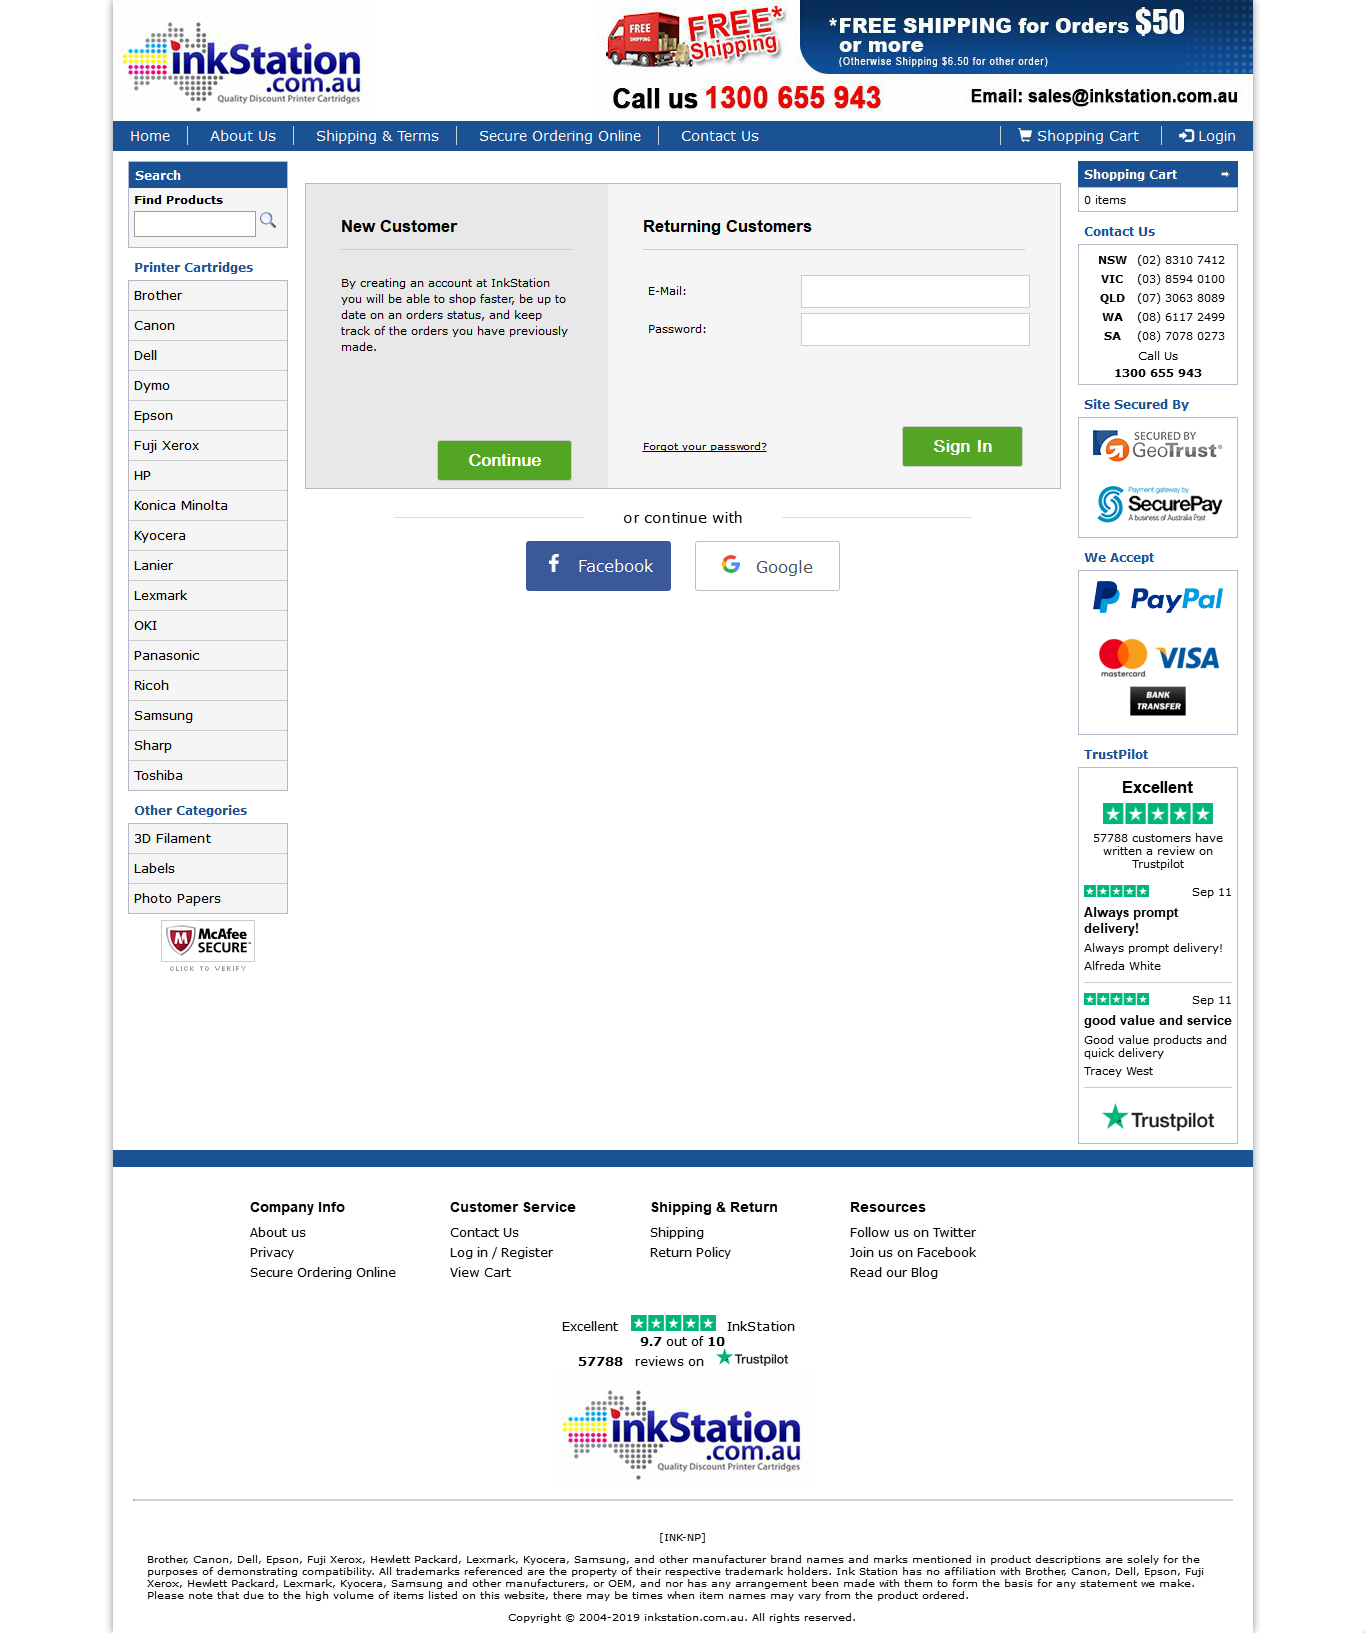 inkStation
.com.au
Quality Discount Printer Cartridges
FREE
SHIPPING
FREE*
Shipping
*FREE SHIPPING for Orders $50
or more
(Otherwise Shipping $6.50 for other order)
Call us 1300 655 943
Email: sales@inkstation.com.au
Home
About Us
Shipping & Terms
Secure Ordering Online
Contact Us
Shopping Cart
Login
Search
Find Products
Printer Cartridges
Brother
Canon
Dell
Dymo
Epson
Fuji Xerox
HP
Konica Minolta
Kyocera
Lanier
Lexmark
OKI
Panasonic
Ricoh
Samsung
Sharp
Toshiba
Other Categories
3D Filament
Labels
Photo Papers
McAfee
SECURE
CLICK TO VERIFY
New Customer
By creating an account at InkStation
you will be able to shop faster, be up to
date on an orders status, and keep
track of the orders you have previously
made.
Continue
Returning Customers
E-Mail:
Password:
Forgot your password?
Sign In
or continue with
Facebook
Google
Shopping Cart
0 items
Contact Us
NSW (02) 8310 7412
VIC (03) 8594 0100
QLD (07) 3063 8089
WA (08) 6117 2499
SA (08) 7078 0273
Call Us
1300 655 943
Site Secured By
SECURED BY
GeoTrust
Payment gateway by
SecurePay
A business of Australia Post
We Accept
PayPal
mastercard
VISA
BANK
TRANSFER
TrustPilot
Excellent
57788 customers have
written a review on
Trustpilot
Sep 11
Always prompt
delivery!
Always prompt delivery!
Alfreda White
Sep 11
good value and service
Good value products and
quick delivery
Tracey West
Trustpilot
Company Info
About us
Privacy
Secure Ordering Online
Customer Service
Contact Us
Log in / Register
View Cart
Shipping & Return
Shipping
Return Policy
Resources
Follow us on Twitter
Join us on Facebook
Read our Blog
Excellent InkStation
9.7 out of 10
57788 reviews on Trustpilot
inkStation
.com.au
Quality Discount Printer Cartridges
[INK-NP]
Brother, Canon, Dell, Epson, Fuji Xerox, Hewlett Packard, Lexmark, Kyocera, Samsung, and other manufacturer brand names and marks mentioned in product descriptions are solely for the
purposes of demonstrating compatibility. All trademarks referenced are the property of their respective trademark holders. Ink Station has no affiliation with Brother, Canon, Dell, Epson, Fuji
Xerox, Hewlett Packard, Lexmark, Kyocera, Samsung and other manufacturers, or OEM, and nor has any arrangement been made with them to form the basis for any statement we make.
Please note that due to the high volume of items listed on this website, there may be times when item names may vary from the product ordered.
Copyright © 2004-2019 inkstation.com.au. All rights reserved.